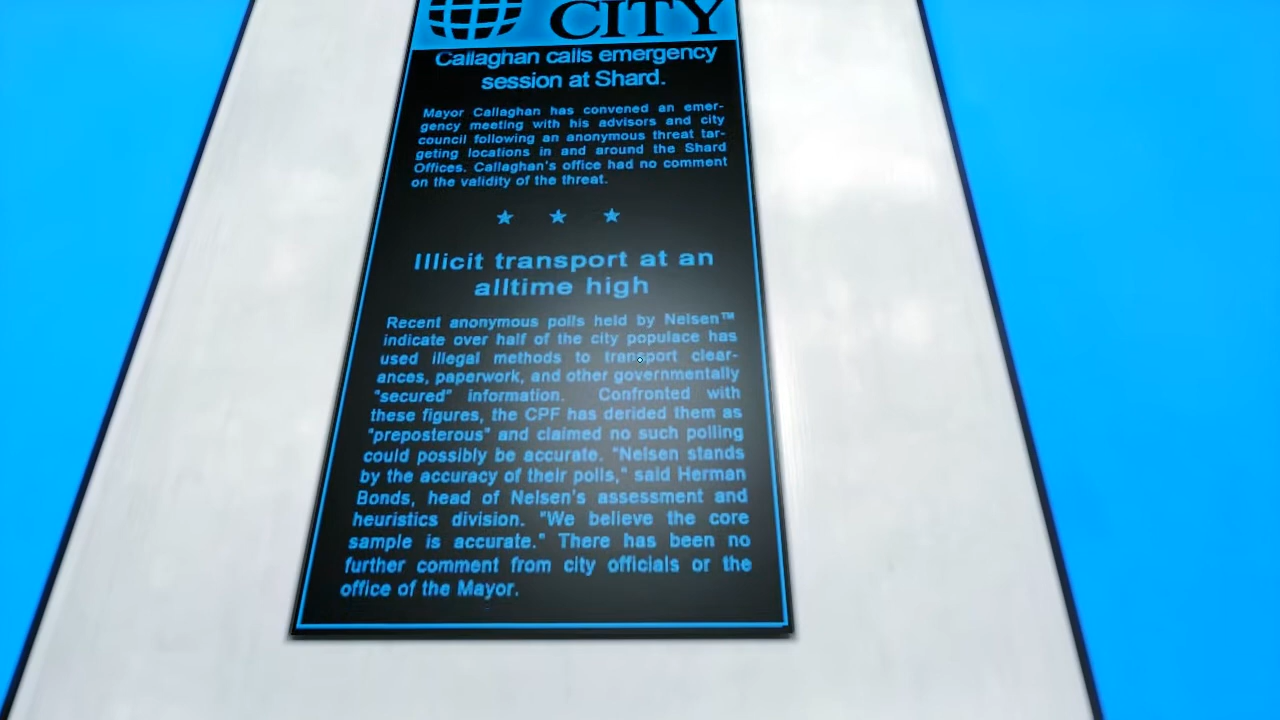 CITY
Callaghan calls emergency
session at Shard.
Mayor Callaghan has convened an emer-
gency meeting with his advisors and city
council following an anonymous threat tar-
geting locations in and around the Shard
Offices. Callaghan's office had no comment
on the validity of the threat.
Illicit transport at an
alltime high
Recent anonymous polls held by Nelsen™
indicate over half of the city populace has
used illegal methods to transport clear-
ances, paperwork, and other governmentally
"secured" information. Confronted with
these figures, the CPF has derided them as
"preposterous" and claimed no such polling
could possibly be accurate. "Nelsen stands
by the accuracy of their polls," said Herman
Bonds, head of Nelsen's assessment and
heuristics division. "We believe the core
sample is accurate." There has been no
further comment from city officials or the
office of the Mayor.